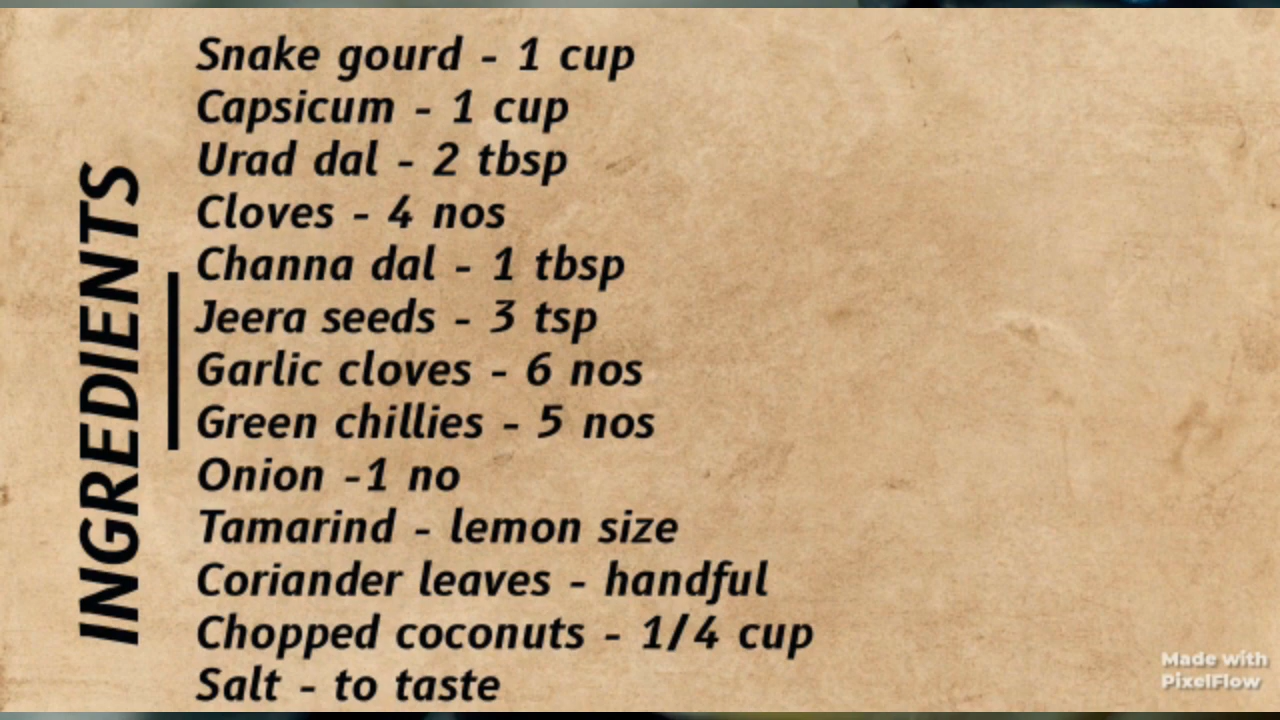 INGREDIENTS
Snake gourd - 1 cup
Capsicum - 1 cup
Urad dal - 2 tbsp
Cloves - 4 nos
Channa dal - 1 tbsp
Jeera seeds - 3 tsp
Garlic cloves - 6 nos
Green chillies - 5 nos
Onion -1 no
Tamarind - lemon size
Coriander leaves - handful
Chopped coconuts - 1/4 cup
Salt - to taste
Made with
PixelFlow